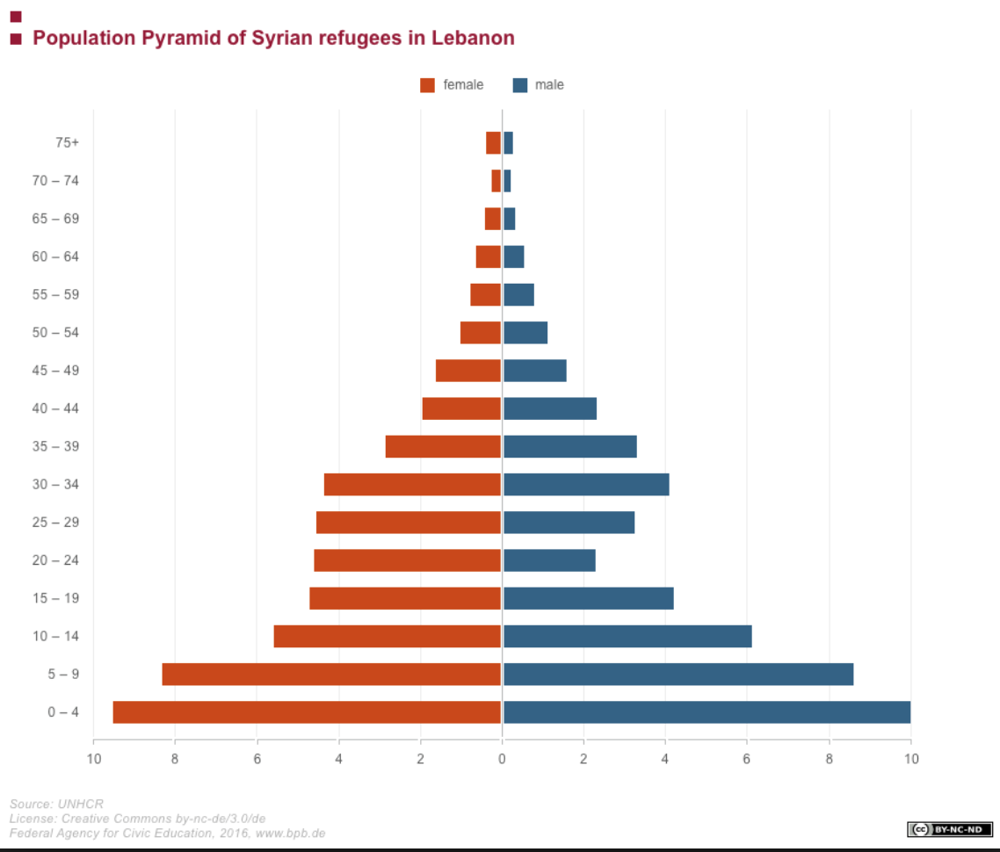 Population Pyramid of Syrian refugees in Lebanon
female male
75+
70 – 74
65 – 69
60 – 64
55 – 59
50 – 54
45 – 49
40 – 44
35 – 39
30 – 34
25 – 29
20 – 24
15 – 19
10 – 14
5 – 9
0 – 4
10 8 6 4 2 0 2 4 6 8 10
Source: UNHCR
License: Creative Commons by-nc-de/3.0/de
Federal Agency for Civic Education, 2016, www.bpb.de
cc BY-NC-ND